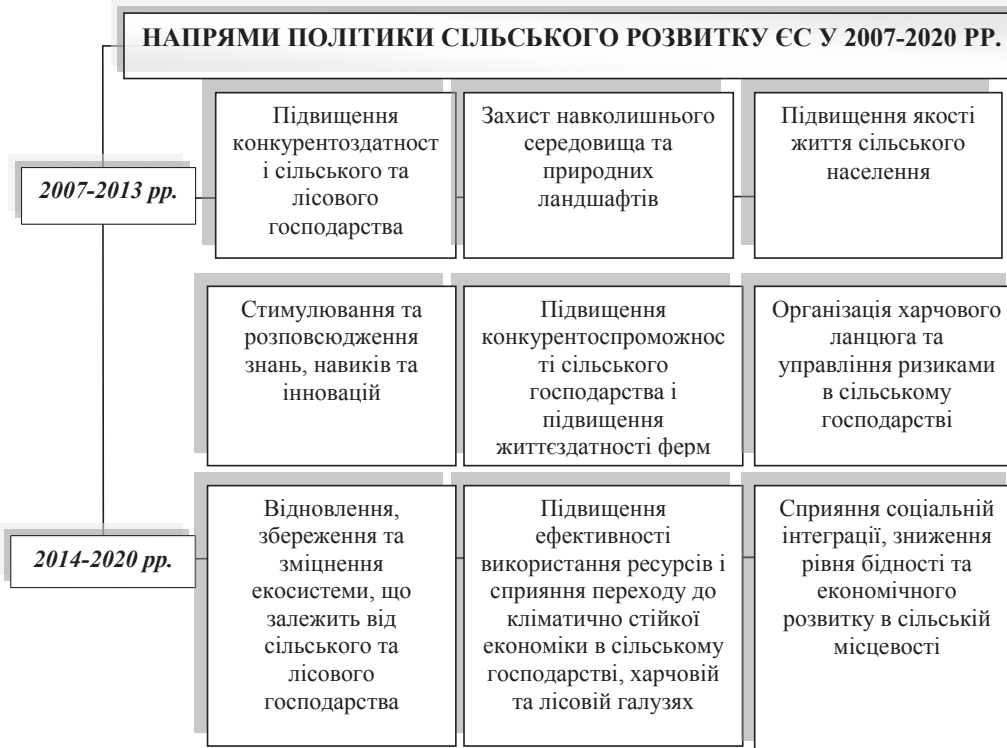 НАПРЯМИ ПОЛІТИКИ СІЛЬСЬКОГО РОЗВИТКУ ЄС У 2007-2020 РР.
2007-2013 рр.
Підвищення
конкурентоздатност
і сільського та
лісового
господарства
Захист навколишнього
середовища та
природних
ландшафтів
Підвищення якості
життя сільського
населення
Стимулювання та
розповсюдження
знань, навиків та
інновацій
Підвищення
конкурентоспроможнос
ті сільського
господарства і
підвищення
життєздатності ферм
Організація харчового
ланцюга та
управління ризиками
в сільському
господарстві
2014-2020 рр.
Відновлення,
збереження та
зміцнення
екосистеми, що
залежить від
сільського та
лісового
господарства
Підвищення
ефективності
використання ресурсів і
сприяння переходу до
кліматично стійкої
економіки в сільському
господарстві, харчовій
та лісовій галузях
Сприяння соціальній
інтеграції, зниження
рівня бідності та
економічного
розвитку в сільській
місцевості